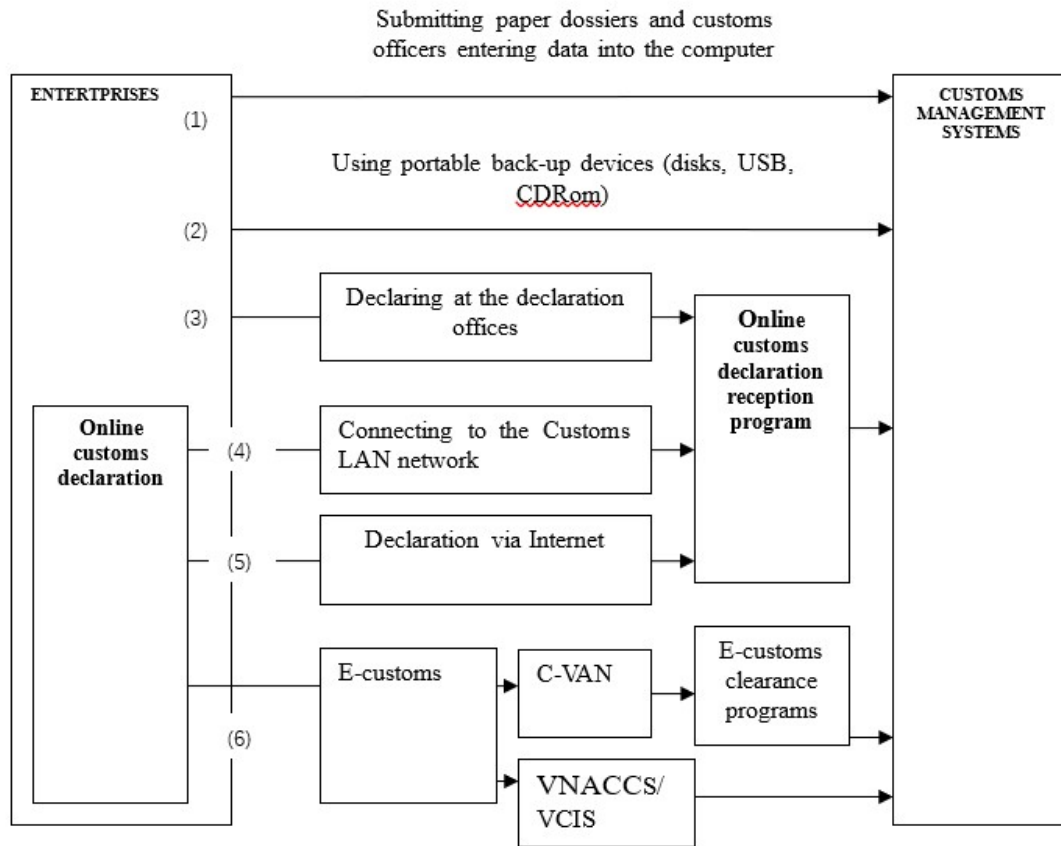 Submitting paper dossiers and customs
officers entering data into the computer
ENTERTPRISES
CUSTOMS
MANAGEMENT
SYSTEMS
(1)
Using portable back-up devices (disks, USB,
CDRom)
(2)
(3)
Declaring at the declaration
offices
Online
customs
declaration
reception
program
Online
customs
declaration
(4)
Connecting to the Customs
LAN network
(5)
Declaration via Internet
E-customs
C-VAN
E-customs
clearance
programs
(6)
VNACCS/
VCIS